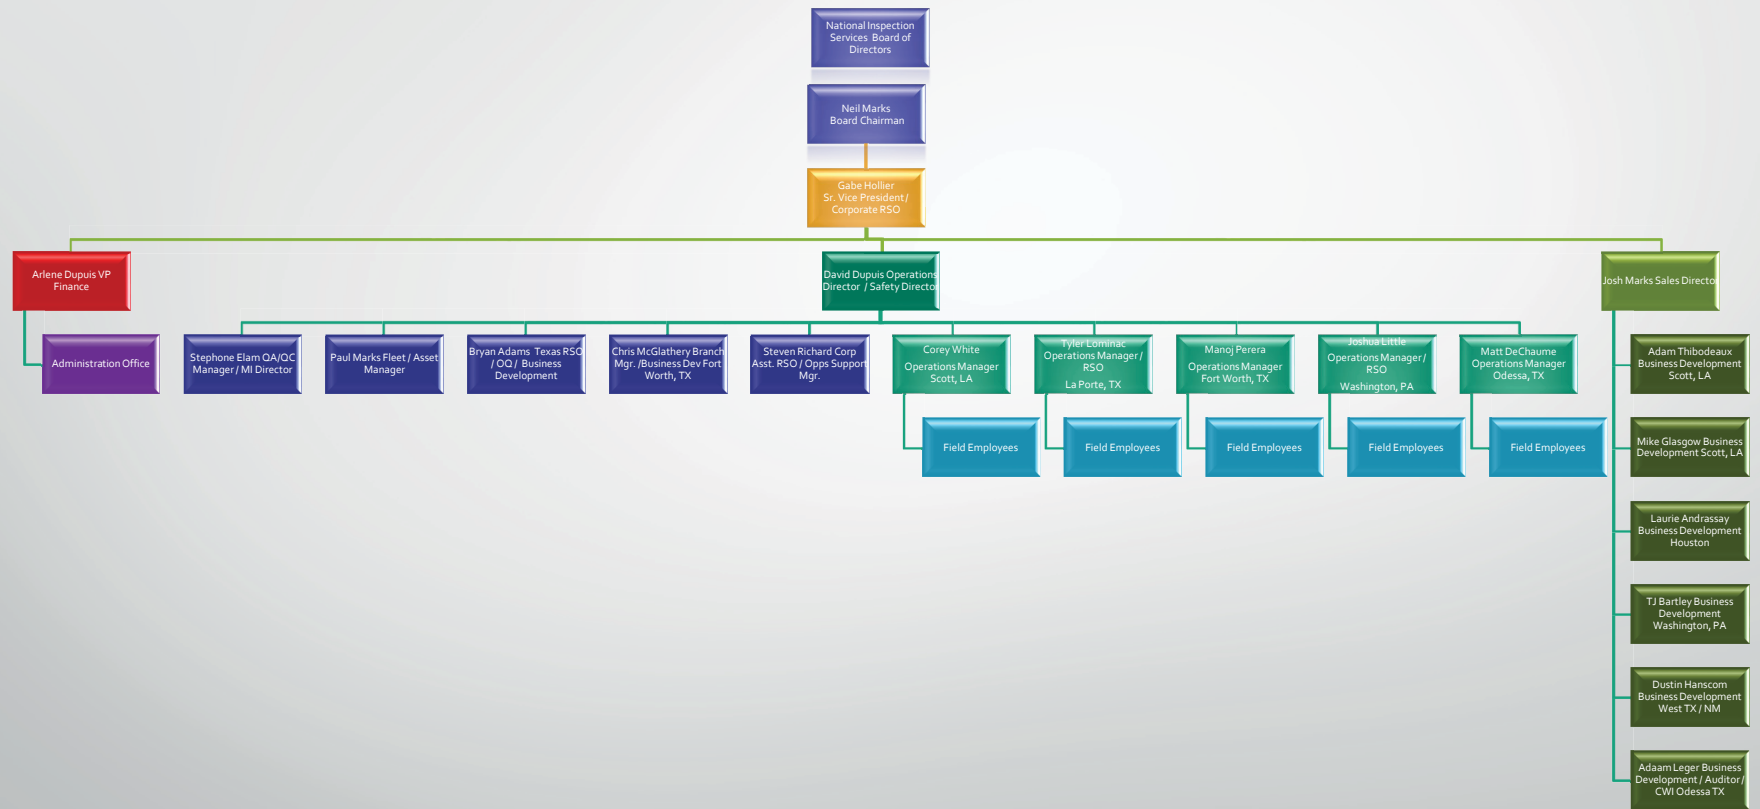 National Inspection
Services Board of
Directors
Neil Marks
Board Chairman
Gabe Hollier
Sr. Vice President /
Corporate RSO
Arlene Dupuis VP
Finance
David Dupuis Operations
Director / Safety Director
Josh Marks Sales Director
Administration Office
Stephone Elam QA/QC
Manager / MI Director
Paul Marks Fleet / Asset
Manager
Bryan Adams Texas RSO
/ OQ / Business
Development
Chris McGlathery Branch
Mgr. /Business Dev Fort
Worth, TX
Steven Richard Corp
Asst. RSO / Opps Support
Mgr.
Corey White
Operations Manager
Scott, LA
Tyler Lominac
Operations Manager /
RSO
La Porte, TX
Manoj Perera
Operations Manager
Fort Worth, TX
Joshua Little
Operations Manager /
RSO
Washington, PA
Matt DeChaume
Operations Manager
Odessa, TX
Field Employees
Field Employees
Field Employees
Field Employees
Field Employees
Adam Thibodeaux
Business Development
Scott, LA
Mike Glasgow Business
Development Scott, LA
Laurie Andrassay
Business Development
Houston
TJ Bartley Business
Development
Washington, PA
Dustin Hanscom
Business Development
West TX / NM
Adaam Leger Business
Development / Auditor /
CWI Odessa TX